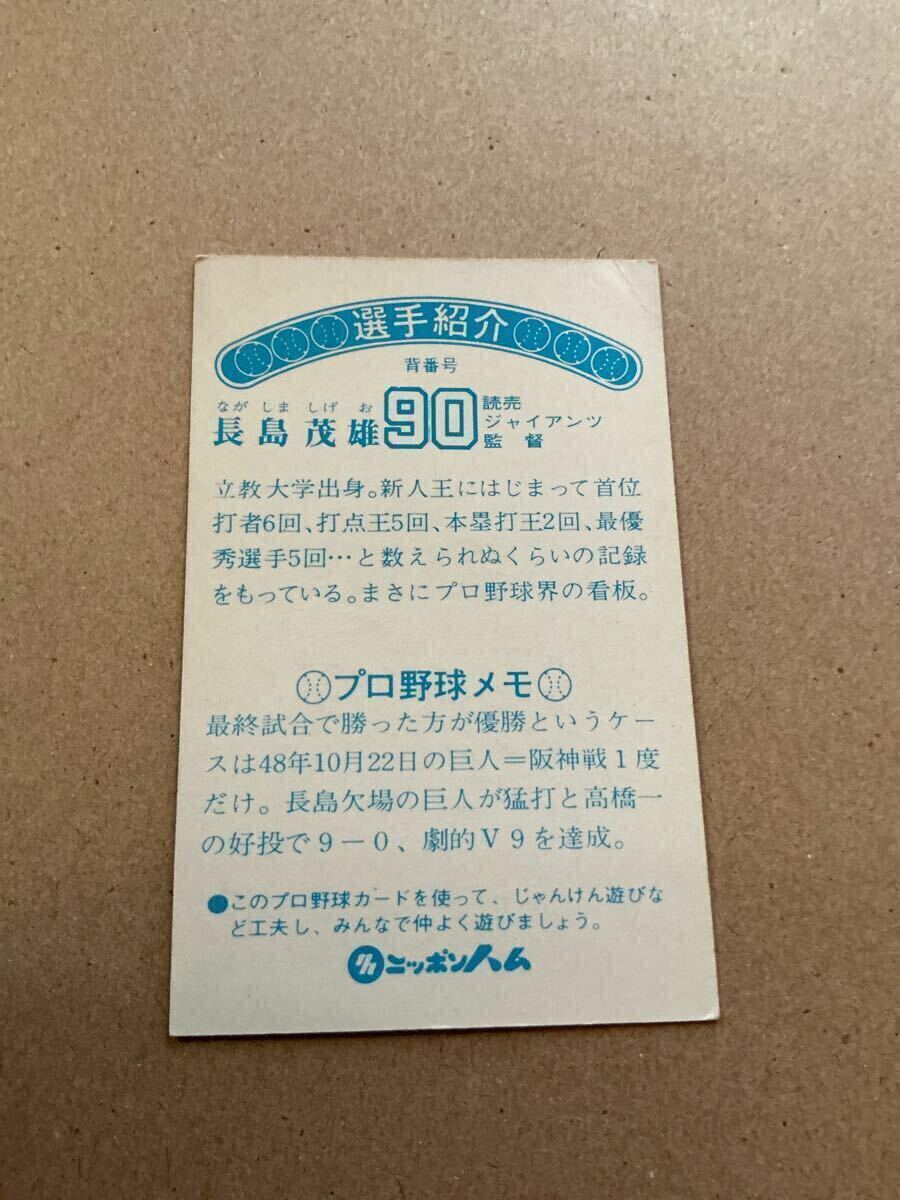 選手紹介
背番号
ながしましげお
長島茂雄 90 読売
ジャイアンツ
監督
立教大学出身。新人王にはじまって首位
打者6回、打点王5回、本塁打王2回、最優
秀選手5回…と数えられぬくらいの記録
をもっている。まさにプロ野球界の看板。
プロ野球メモ
最終試合で勝った方が優勝というケー
スは48年10月22日の巨人＝阪神戦1度
だけ。長島欠場の巨人が猛打と高橋一
の好投で9−0、劇的V9を達成。
●このプロ野球カードを使って、じゃんけん遊びな
ど工夫し、みんなで仲よく遊びましょう。
ニッポンハム